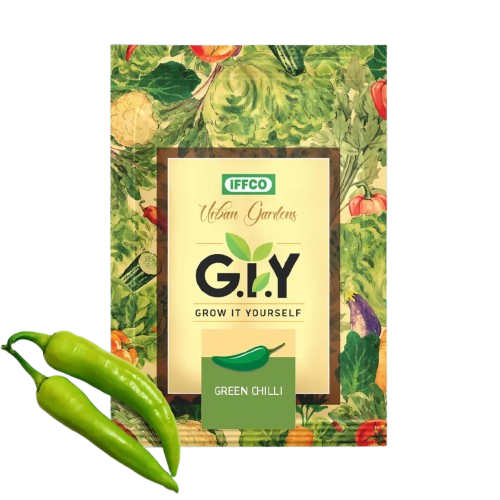 IFFCO
Urban Gardens
G.I.Y
GROW IT YOURSELF
GREEN CHILLI